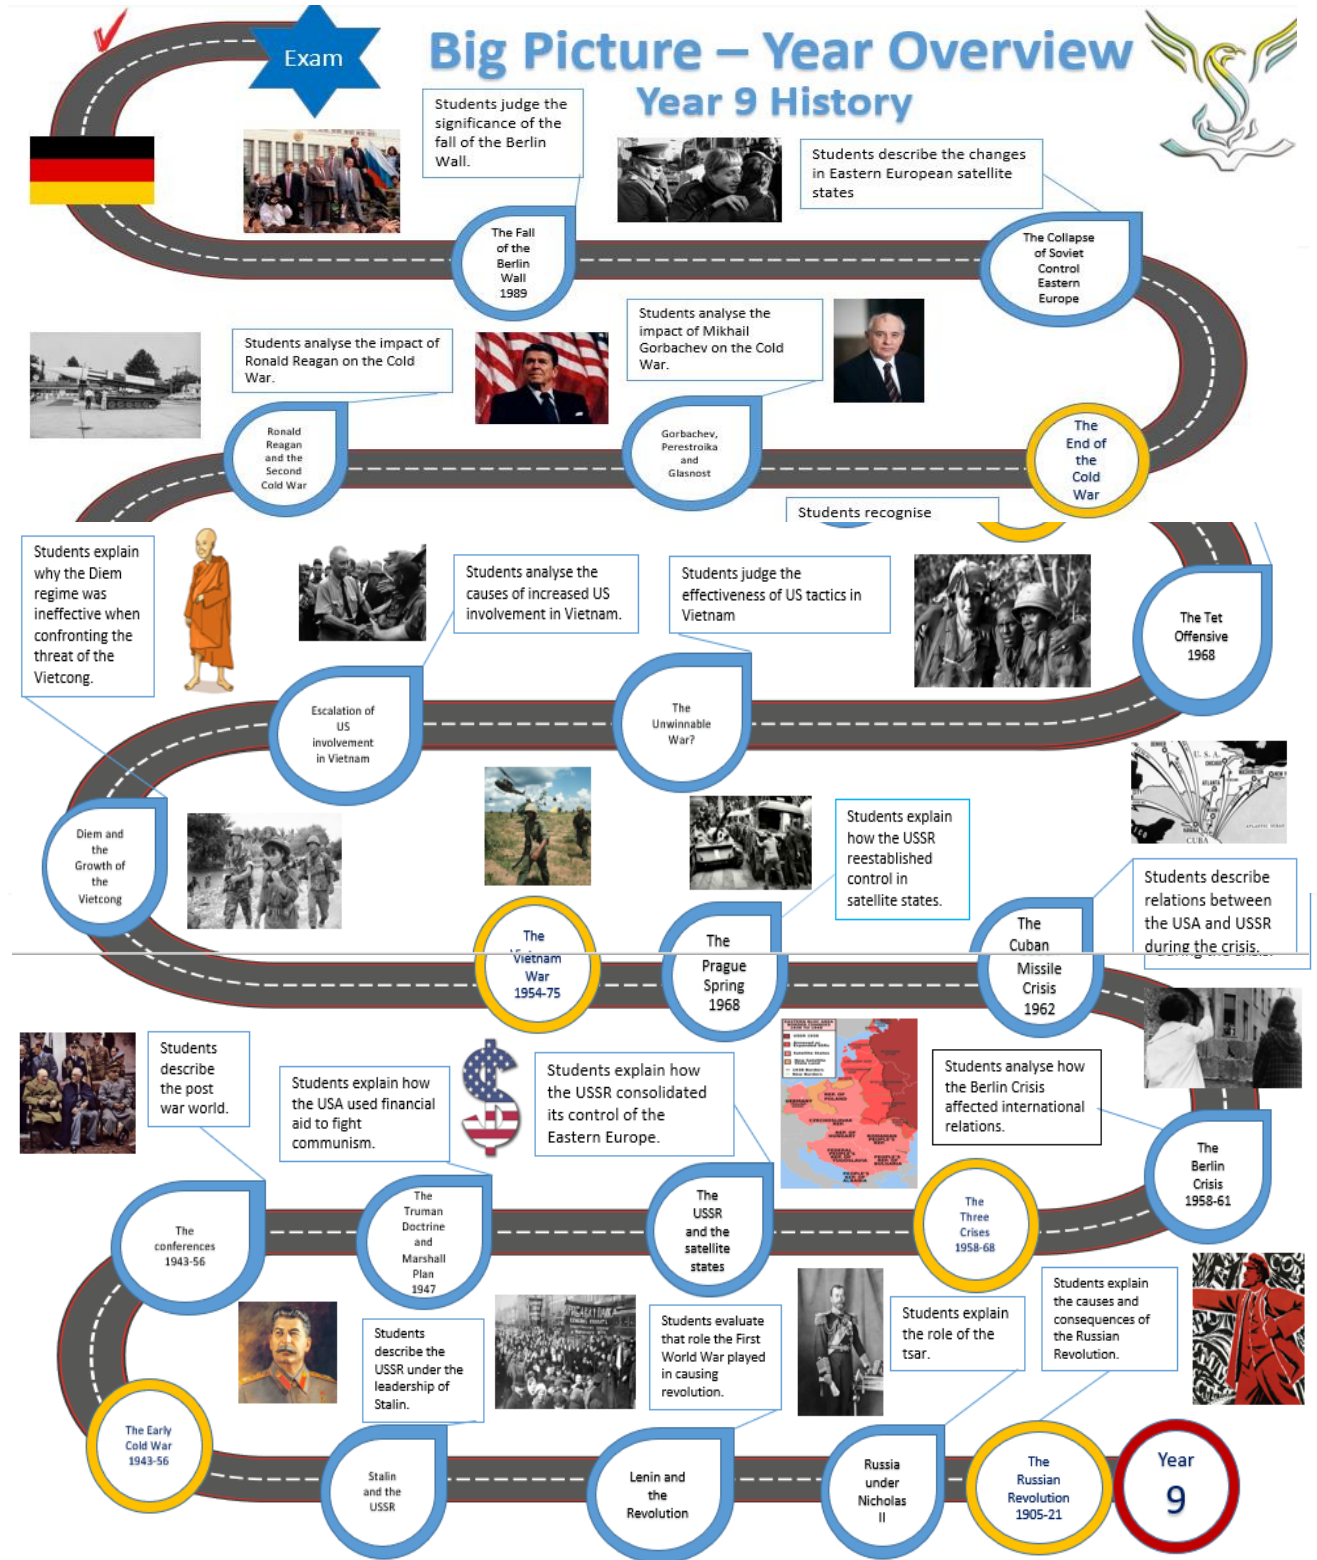 Exam
Big Picture – Year Overview
Year 9 History
Students judge the
significance of the
fall of the Berlin
Wall.
Students describe the changes
in Eastern European satellite
states
The Fall
of the
Berlin
Wall
1989
The Collapse
of Soviet
Control
Eastern
Europe
Students analyse the impact of
Ronald Reagan on the Cold
War.
Students analyse the
impact of Mikhail
Gorbachev on the Cold
War.
Ronald
Reagan
and the
Second
Cold War
Gorbachev,
Perestroika
and
Glasnost
The
End of
the
Cold
War
Students recognise
Students explain
why the Diem
regime was
ineffective when
confronting the
threat of the
Vietcong.
Students analyse the
causes of increased US
involvement in Vietnam.
Students judge the
effectiveness of US tactics in
Vietnam
The Tet
Offensive
1968
Escalation of
US
involvement
in Vietnam
The
Unwinnable
War?
U. S. A.
CHICAGO
WASHINGTON
ATLANTA
CUBA
Diem and
the
Growth of
the
Vietcong
Students explain
how the USSR
reestablished
control in
satellite states.
Students describe
relations between
the USA and USSR
during the crisis.
The
Vietnam
War
1954-75
The
Prague
Spring
1968
The
Cuban
Missile
Crisis
1962
Students
describe
the post
war world.
Students explain how
the USA used financial
aid to fight
communism.
Students explain how
the USSR consolidated
its control of the
Eastern Europe.
Students analyse how
the Berlin Crisis
affected international
relations.
The
Berlin
Crisis
1958-61
The
conferences
1943-56
The
Truman
Doctrine
and
Marshall
Plan
1947
The
USSR
and the
satellite
states
The
Three
Crises
1958-68
Students
describe the
USSR under the
leadership of
Stalin.
Students evaluate
that role the First
World War played
in causing
revolution.
Students explain
the role of the
tsar.
Students explain
the causes and
consequences of
the Russian
Revolution.
The Early
Cold War
1943-56
Stalin
and the
USSR
Lenin and
the
Revolution
Russia
under
Nicholas
II
The
Russian
Revolution
1905-21
Year
9